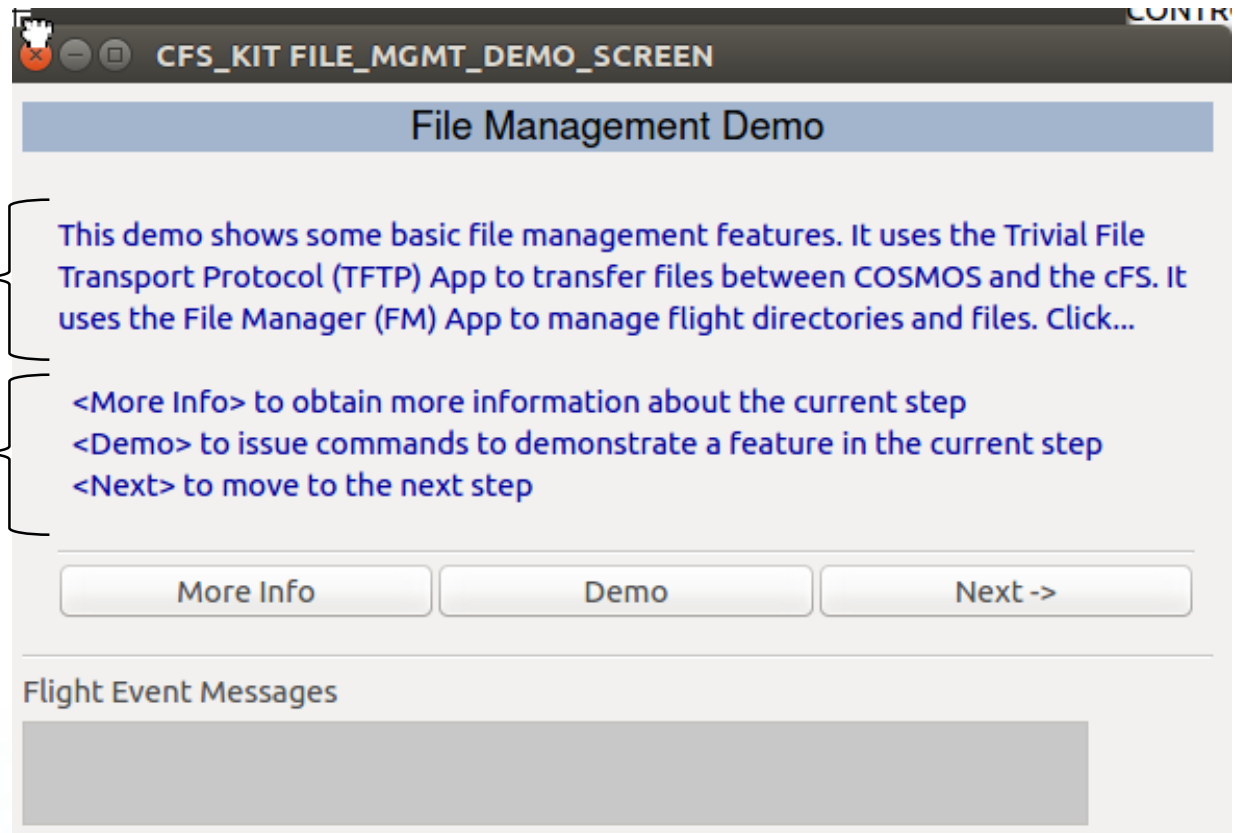 CFS_KIT FILE_MGMT_DEMO_SCREEN
File Management Demo
This demo shows some basic file management features. It uses the Trivial File
Transport Protocol (TFTP) App to transfer files between COSMOS and the cFS. It
uses the File Manager (FM) App to manage flight directories and files. Click...
<More Info> to obtain more information about the current step
<Demo> to issue commands to demonstrate a feature in the current step
<Next> to move to the next step
More Info
Demo
Next ->
Flight Event Messages